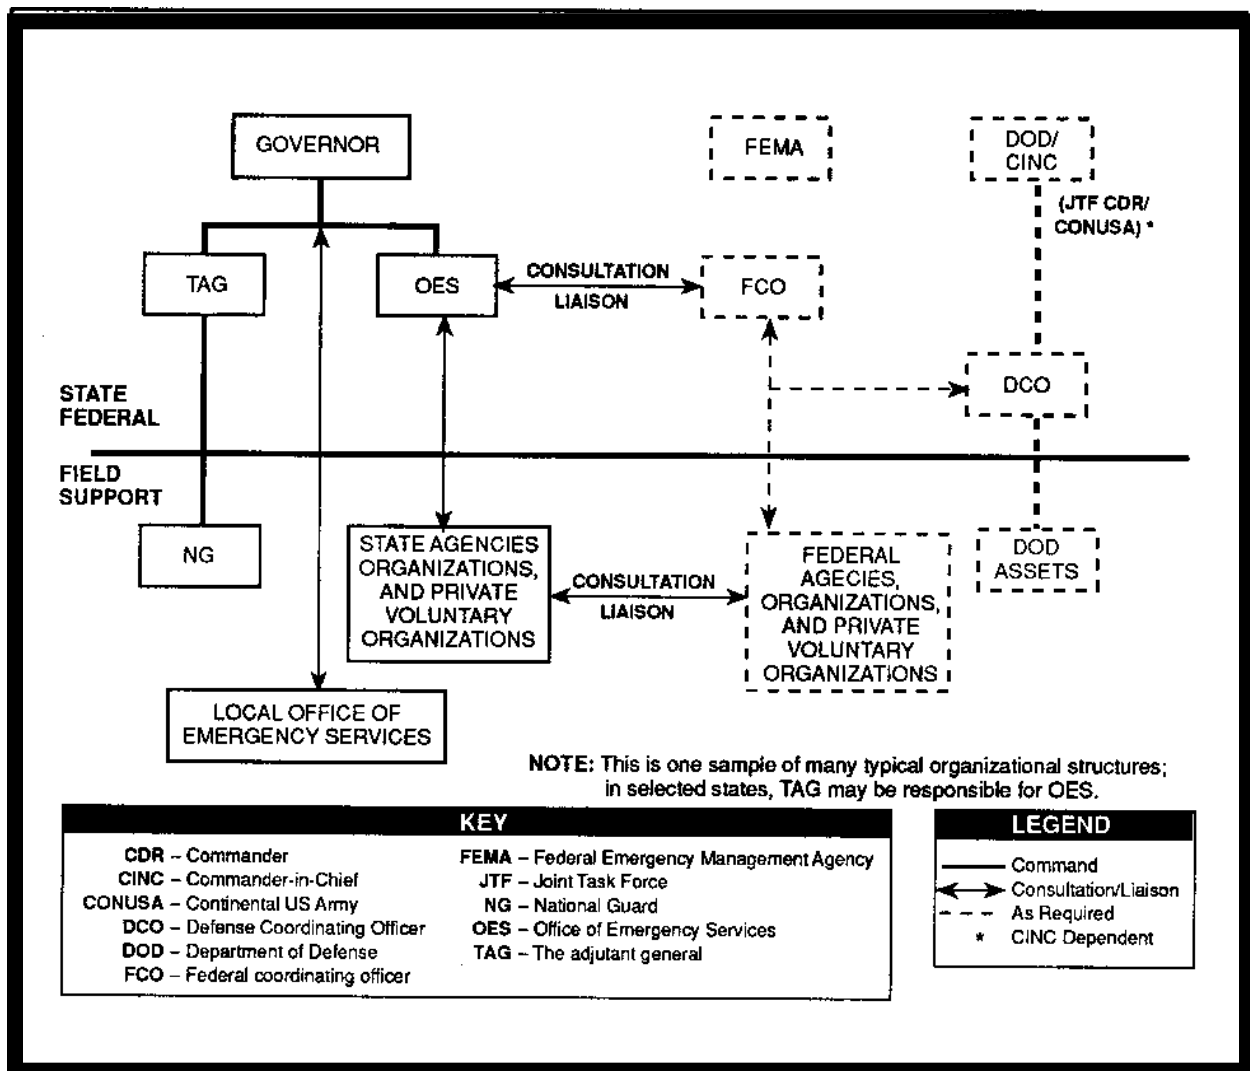 GOVERNOR
FEMA
DOD/
CINC
(JTF CDR/
CONUSA) *
TAG
OES
CONSULTATION
LIAISON
FCO
DCO
STATE
FEDERAL
FIELD
SUPPORT
NG
STATE AGENCIES
ORGANIZATIONS,
AND PRIVATE
VOLUNTARY
ORGANIZATIONS
CONSULTATION
LIAISON
FEDERAL
AGECIES,
ORGANIZATIONS,
AND PRIVATE
VOLUNTARY
ORGANIZATIONS
DOD
ASSETS
LOCAL OFFICE OF
EMERGENCY SERVICES
NOTE: This is one sample of many typical organizational structures;
in selected states, TAG may be responsible for OES.
KEY
CDR – Commander
CINC – Commander-in-Chief
CONUSA – Continental US Army
DCO – Defense Coordinating Officer
DOD – Department of Defense
FCO – Federal coordinating officer
FEMA – Federal Emergency Management Agency
JTF – Joint Task Force
NG – National Guard
OES – Office of Emergency Services
TAG – The adjutant general
LEGEND
Command
Consultation/Liaison
As Required
* CINC Dependent